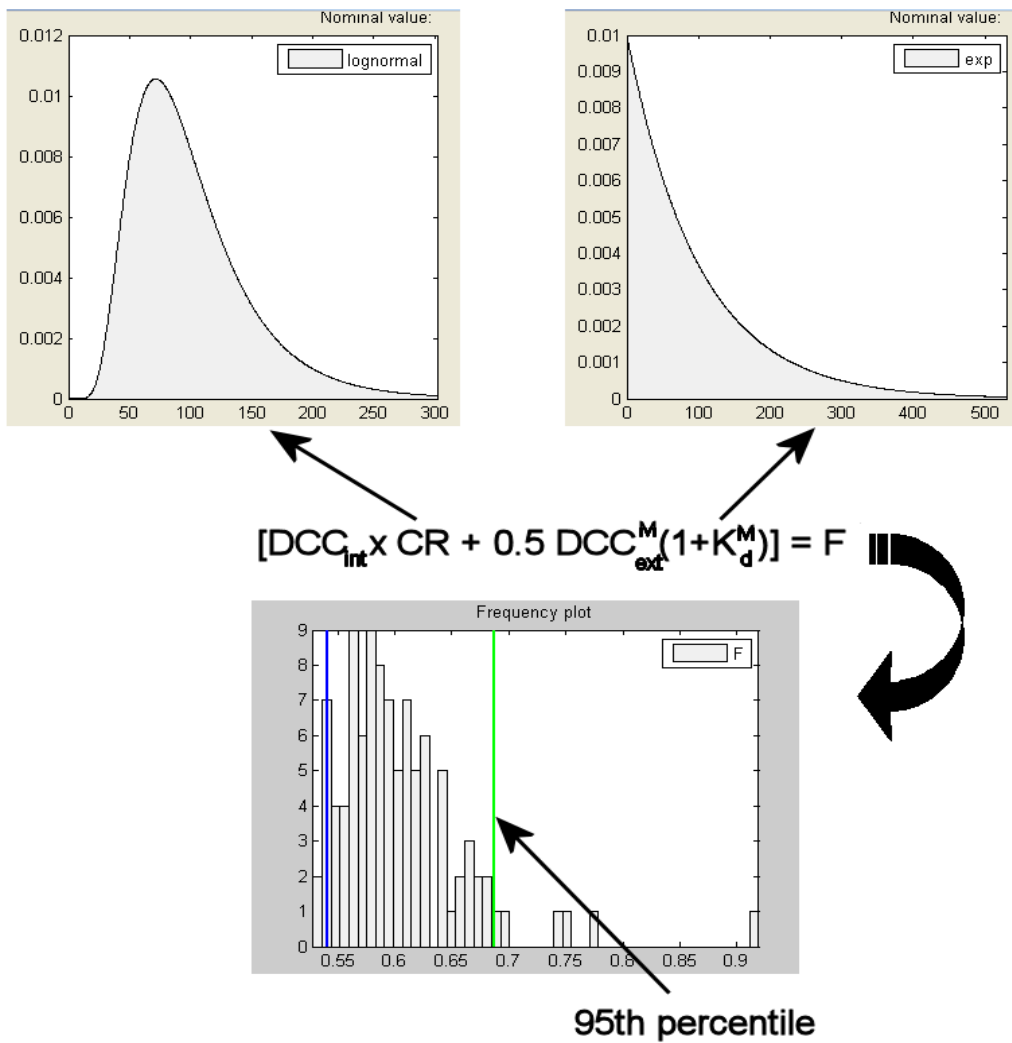 Nominal value:
0.012
0.01
0.008
0.006
0.004
0.002
0
lognormal
0 50 100 150 200 250 300
Nominal value:
0.01
0.009
0.008
0.007
0.006
0.005
0.004
0.003
0.002
0.001
0
exp
0 100 200 300 400 500
[DCC_int x CR + 0.5 DCC^M_ext(1+K^M_d)] = F
Frequency plot
9
8
7
6
5
4
3
2
1
0
F
0.55 0.6 0.65 0.7 0.75 0.8 0.85 0.9
95th percentile